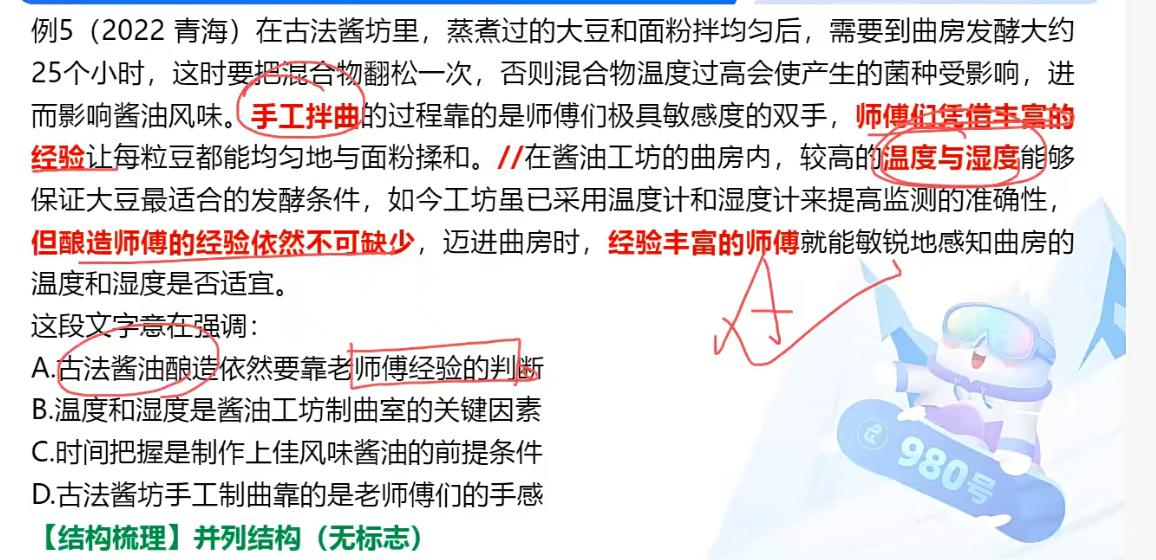 例5（2022 青海）在古法酱坊里，蒸煮过的大豆和面粉拌均匀后，需要到曲房发酵大约
25个小时，这时要把混合物翻松一次，否则混合物温度过高会使产生的菌种受影响，进
而影响酱油风味。手工拌曲的过程靠的是师傅们极具敏感度的双手，师傅们凭借丰富的
经验让每粒豆都能均匀地与面粉揉和。//在酱油工坊的曲房内，较高的温度与湿度能够
保证大豆最适合的发酵条件，如今工坊虽已采用温度计和湿度计来提高监测的准确性，
但酿造师傅的经验依然不可缺少，迈进曲房时，经验丰富的师傅就能敏锐地感知曲房的
温度和湿度是否适宜。
这段文字意在强调：
A
A.古法酱油酿造依然要靠老师傅经验的判断
B.温度和湿度是酱油工坊制曲室的关键因素
C.时间把握是制作上佳风味酱油的前提条件
D.古法酱坊手工制曲靠的是老师傅们的手感
980号
【结构梳理】并列结构（无标志）